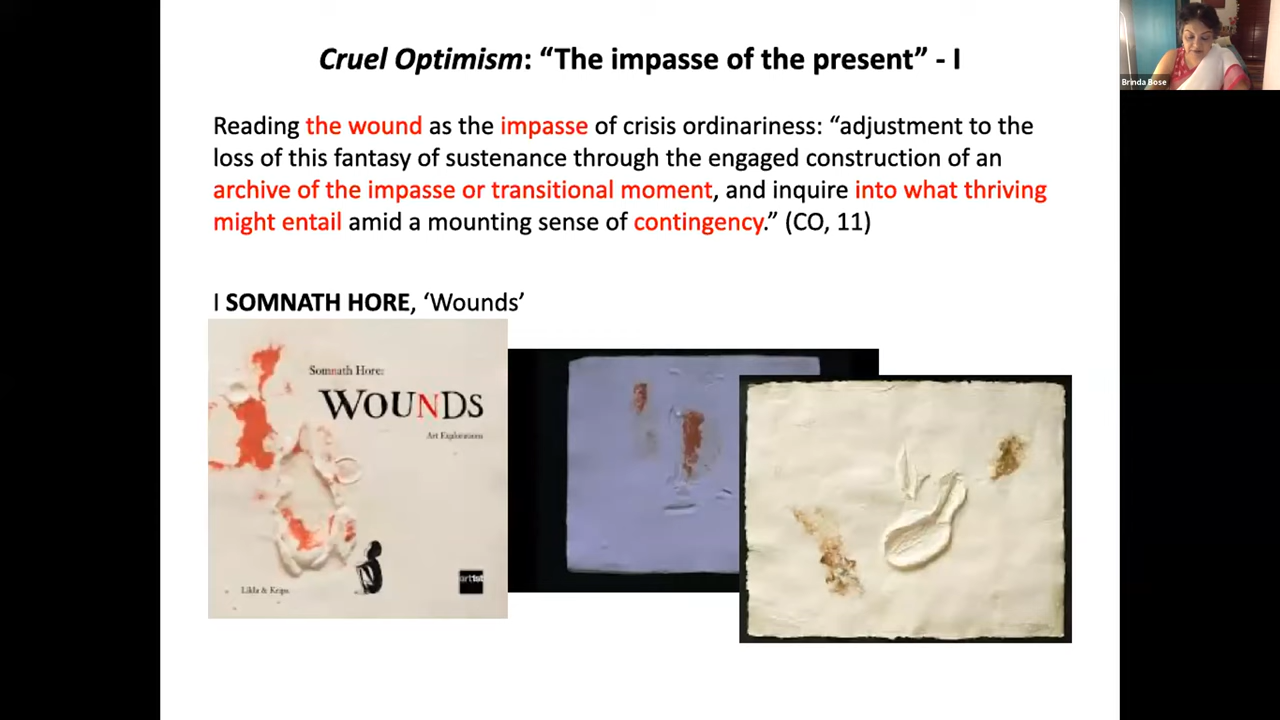 Cruel Optimism: “The impasse of the present” - I
Brinda Bose
Reading the wound as the impasse of crisis ordinariness: “adjustment to the
loss of this fantasy of sustenance through the engaged construction of an
archive of the impasse or transitional moment, and inquire into what thriving
might entail amid a mounting sense of contingency.” (CO, 11)
I SOMNATH HORE, ‘Wounds’
Somnath Hore:
WOUNDS
Art Explorations
Likla & Krips
art1st